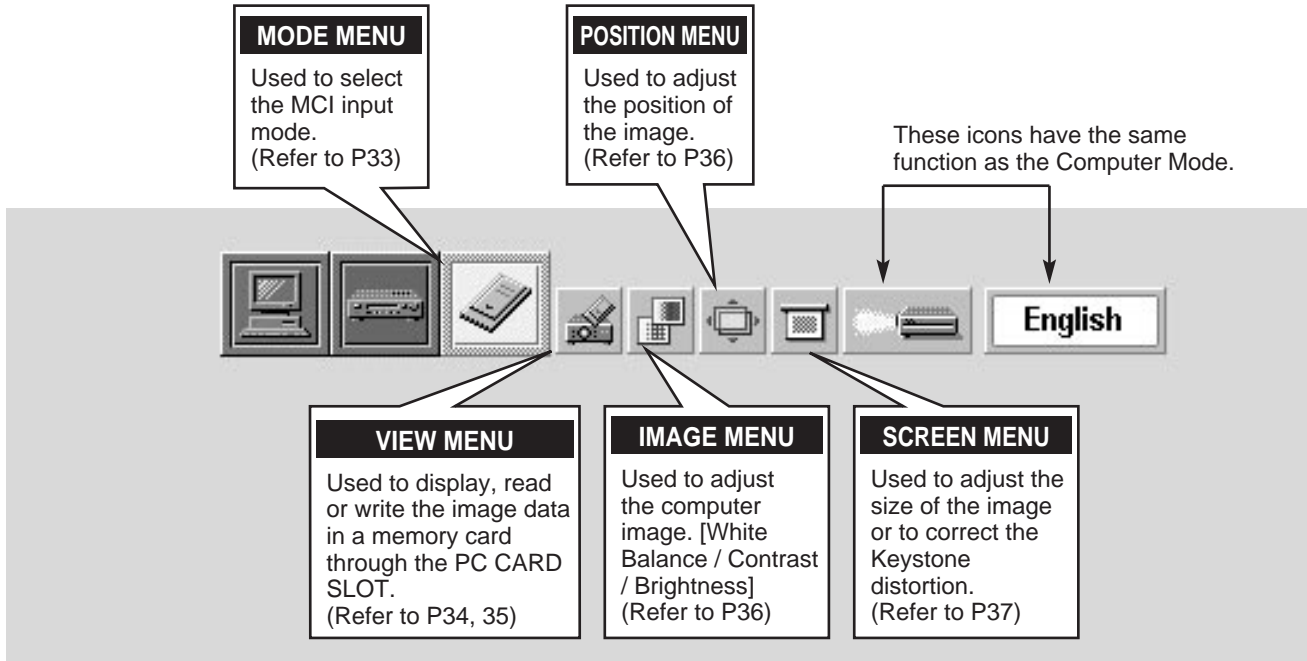 MODE MENU
Used to select
the MCI input
mode.
(Refer to P33)
POSITION MENU
Used to adjust
the position of
the image.
(Refer to P36)
These icons have the same
function as the Computer Mode.
English
VIEW MENU
Used to display, read
or write the image data
in a memory card
through the PC CARD
SLOT.
(Refer to P34, 35)
IMAGE MENU
Used to adjust
the computer
image. [White
Balance / Contrast
/ Brightness]
(Refer to P36)
SCREEN MENU
Used to adjust the
size of the image
or to correct the
Keystone
distortion.
(Refer to P37)